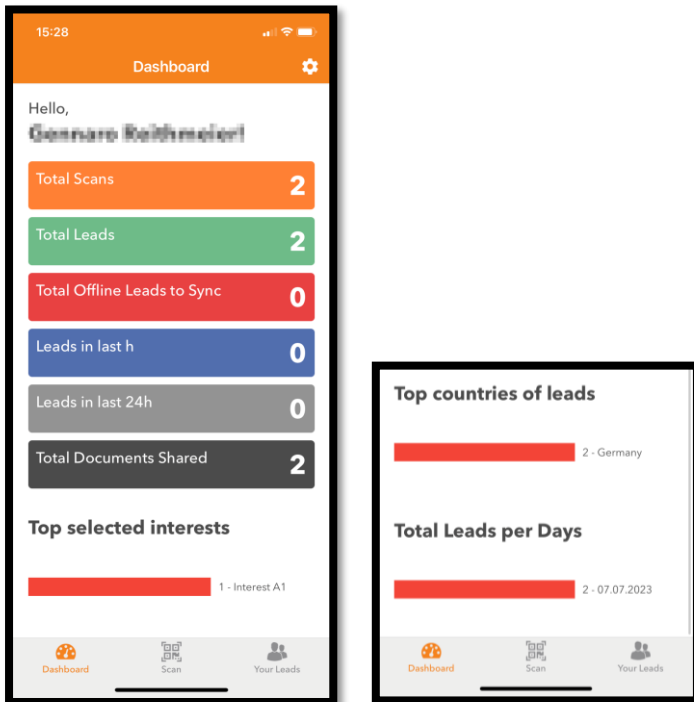 15:28
Dashboard
Hello,
Total Scans
2
Total Leads
2
Total Offline Leads to Sync
0
Leads in last h
0
Leads in last 24h
0
Total Documents Shared
2
Top selected interests
1 - Interest A1
Dashboard
Scan
Your Leads
Top countries of leads
2 - Germany
Total Leads per Days
2 - 07.07.2023
Dashboard
Scan
Your Leads